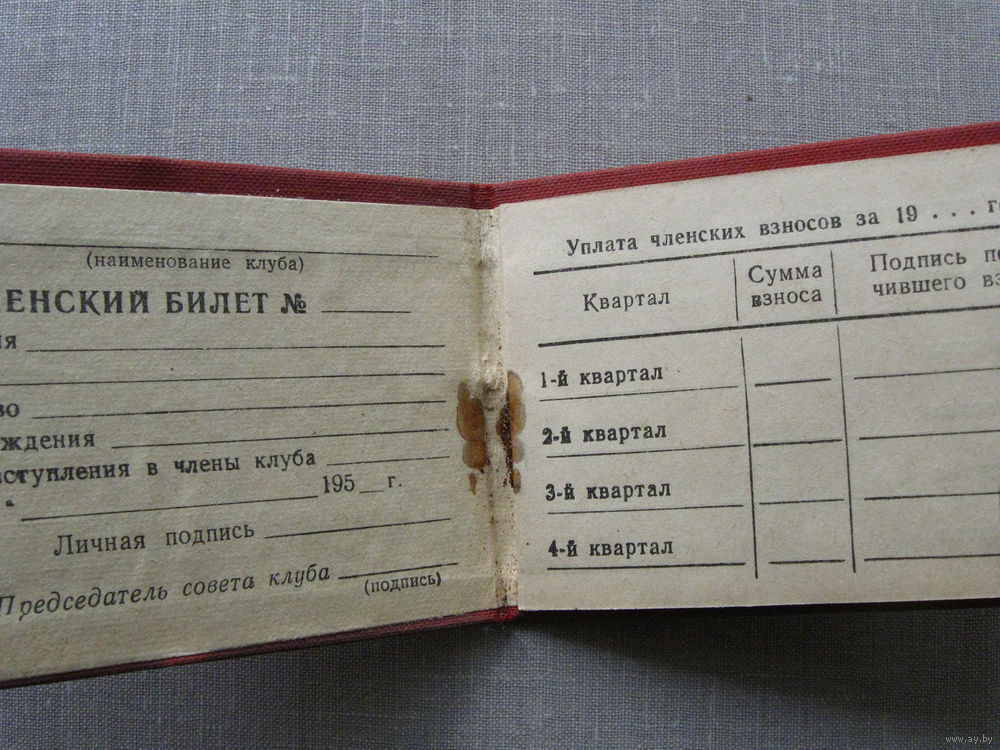 (наименование клуба)
ЕНСКИЙ БИЛЕТ №
ия
во
ждения
вступления в члены клуба
195 г.
Личная подпись
Председатель совета клуба
(подпись)
Уплата членских взносов за 19 . . . г
Квартал
Сумма взноса
Подпись по
чившего вз
1-й квартал
2-й квартал
3-й квартал
4-й квартал
www.ay.by